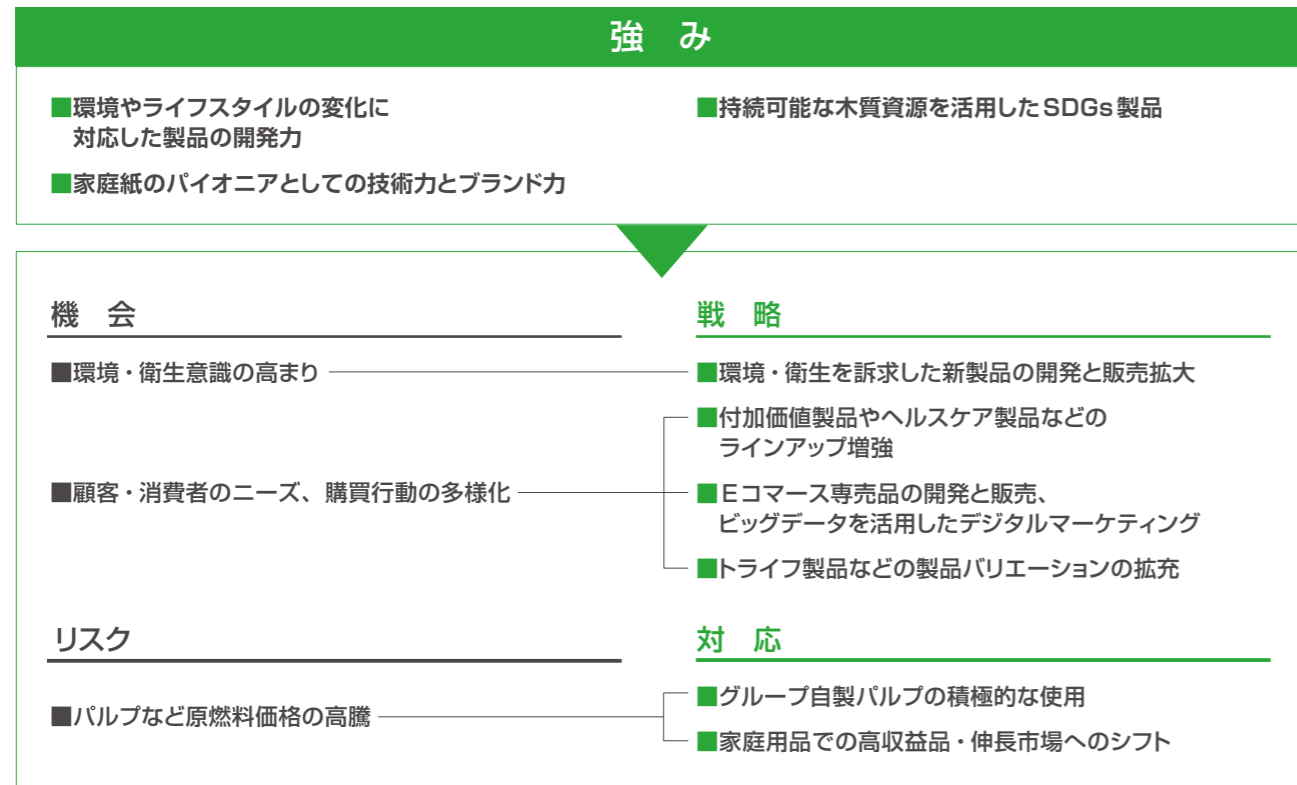 強 み
■環境やライフスタイルの変化に
対応した製品の開発力
■家庭紙のパイオニアとしての技術力とブランド力
■持続可能な木質資源を活用したSDGs製品
機 会
■環境・衛生意識の高まり
■顧客・消費者のニーズ、購買行動の多様化
戦 略
■環境・衛生を訴求した新製品の開発と販売拡大
■付加価値製品やヘルスケア製品などの
ラインアップ増強
■Eコマース専売品の開発と販売、
ビッグデータを活用したデジタルマーケティング
■トライフ製品などの製品バリエーションの拡充
リスク
■パルプなど原燃料価格の高騰
対 応
■グループ自製パルプの積極的な使用
■家庭用品での高収益品・伸長市場へのシフト